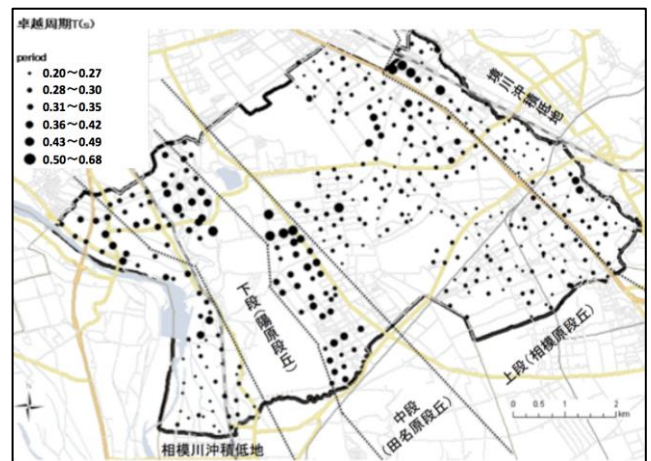 卓越周期T(s)
period
0.20～0.27
0.28～0.30
0.31～0.35
0.36～0.42
0.43～0.49
0.50～0.68
境川沖積低地
下段(陽原段丘)
上段(相模原段丘)
中段
(田名原段丘)
相模川沖積低地
0 0.5 1 2
km